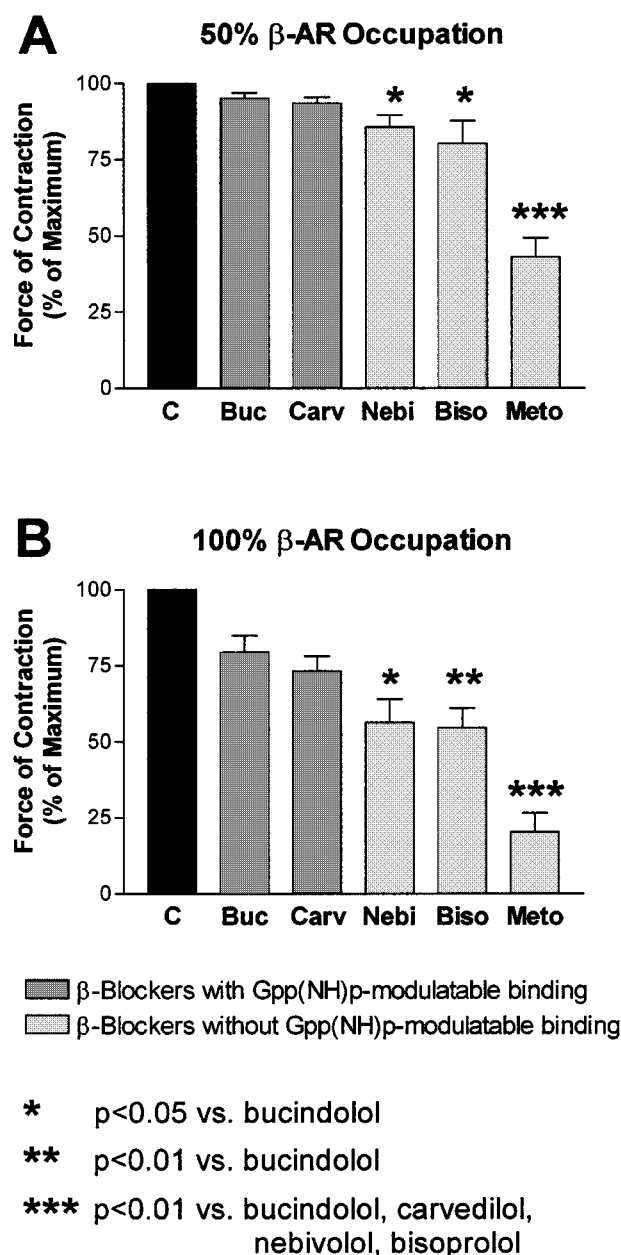 A
50% β-AR Occupation
Force of Contraction
(% of Maximum)
100
75
50
25
0
* * ***
C Buc Carv Nebi Biso Meto
B
100% β-AR Occupation
Force of Contraction
(% of Maximum)
100
75
50
25
0
* ** ***
C Buc Carv Nebi Biso Meto
β-Blockers with Gpp(NH)p-modulatable binding
β-Blockers without Gpp(NH)p-modulatable binding
* p<0.05 vs. bucindolol
** p<0.01 vs. bucindolol
*** p<0.01 vs. bucindolol, carvedilol,
nebivolol, bisoprolol